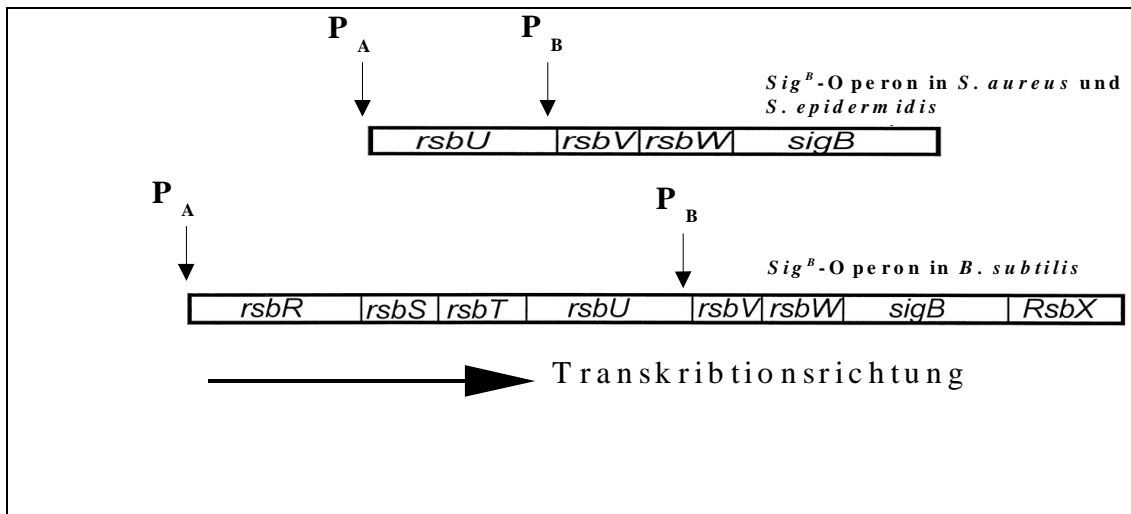 P A P B
Sig B -Operon in S. aureus und
S. epidermidis
rsbU rsbV rsbW sigB
P A P B
Sig B -Operon in B. subtilis
rsbR rsbS rsbT rsbU rsbV rsbW sigB RsbX
Transkribtionsrichtung